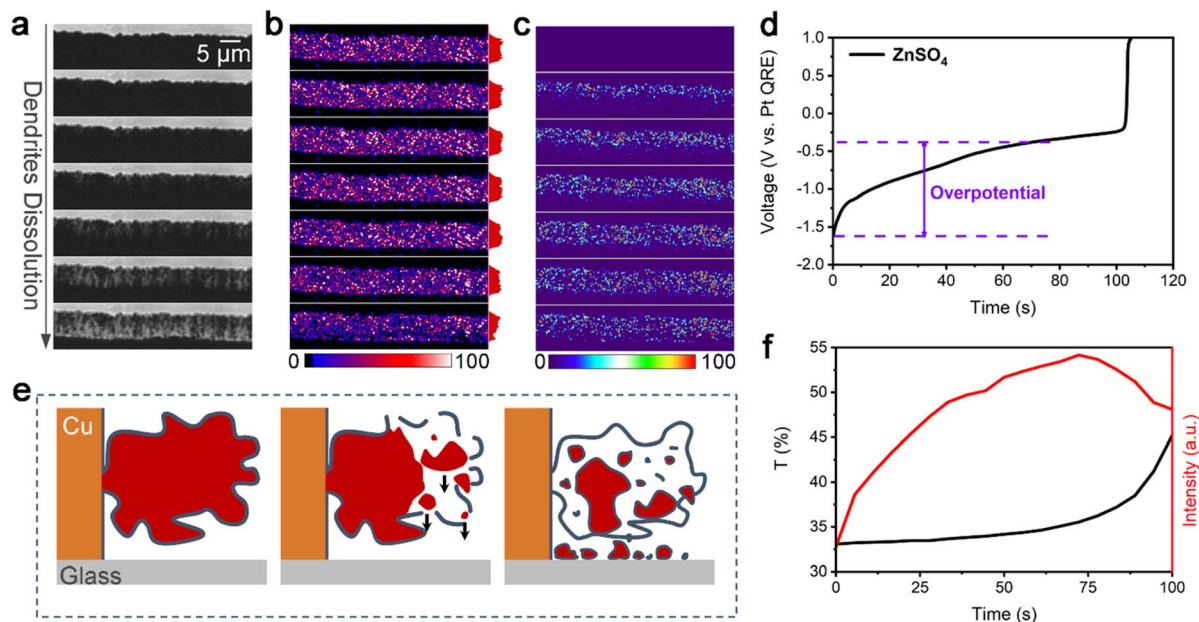 a
5 μm
Dendrites Dissolution
b
0
100
c
0
100
d
ZnSO₄
Overpotential
Voltage (V vs. Pt QRE)
1.0
0.5
0.0
-0.5
-1.0
-1.5
-2.0
0 20 40 60 80 100 120
Time (s)
e
Cu
Glass
f
T (%)
55
50
45
40
35
30
0 25 50 75 100
Time (s)
Intensity (a.u.)